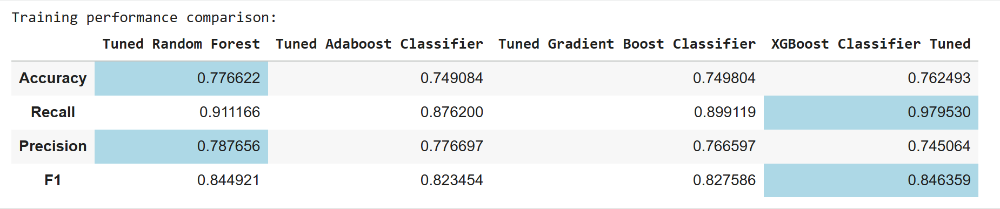 Training performance comparison:
Tuned Random Forest Tuned Adaboost Classifier Tuned Gradient Boost Classifier XGBoost Classifier Tuned
Accuracy 0.776622 0.749084 0.749804 0.762493
Recall 0.911166 0.876200 0.899119 0.979530
Precision 0.787656 0.776697 0.766597 0.745064
F1 0.844921 0.823454 0.827586 0.846359